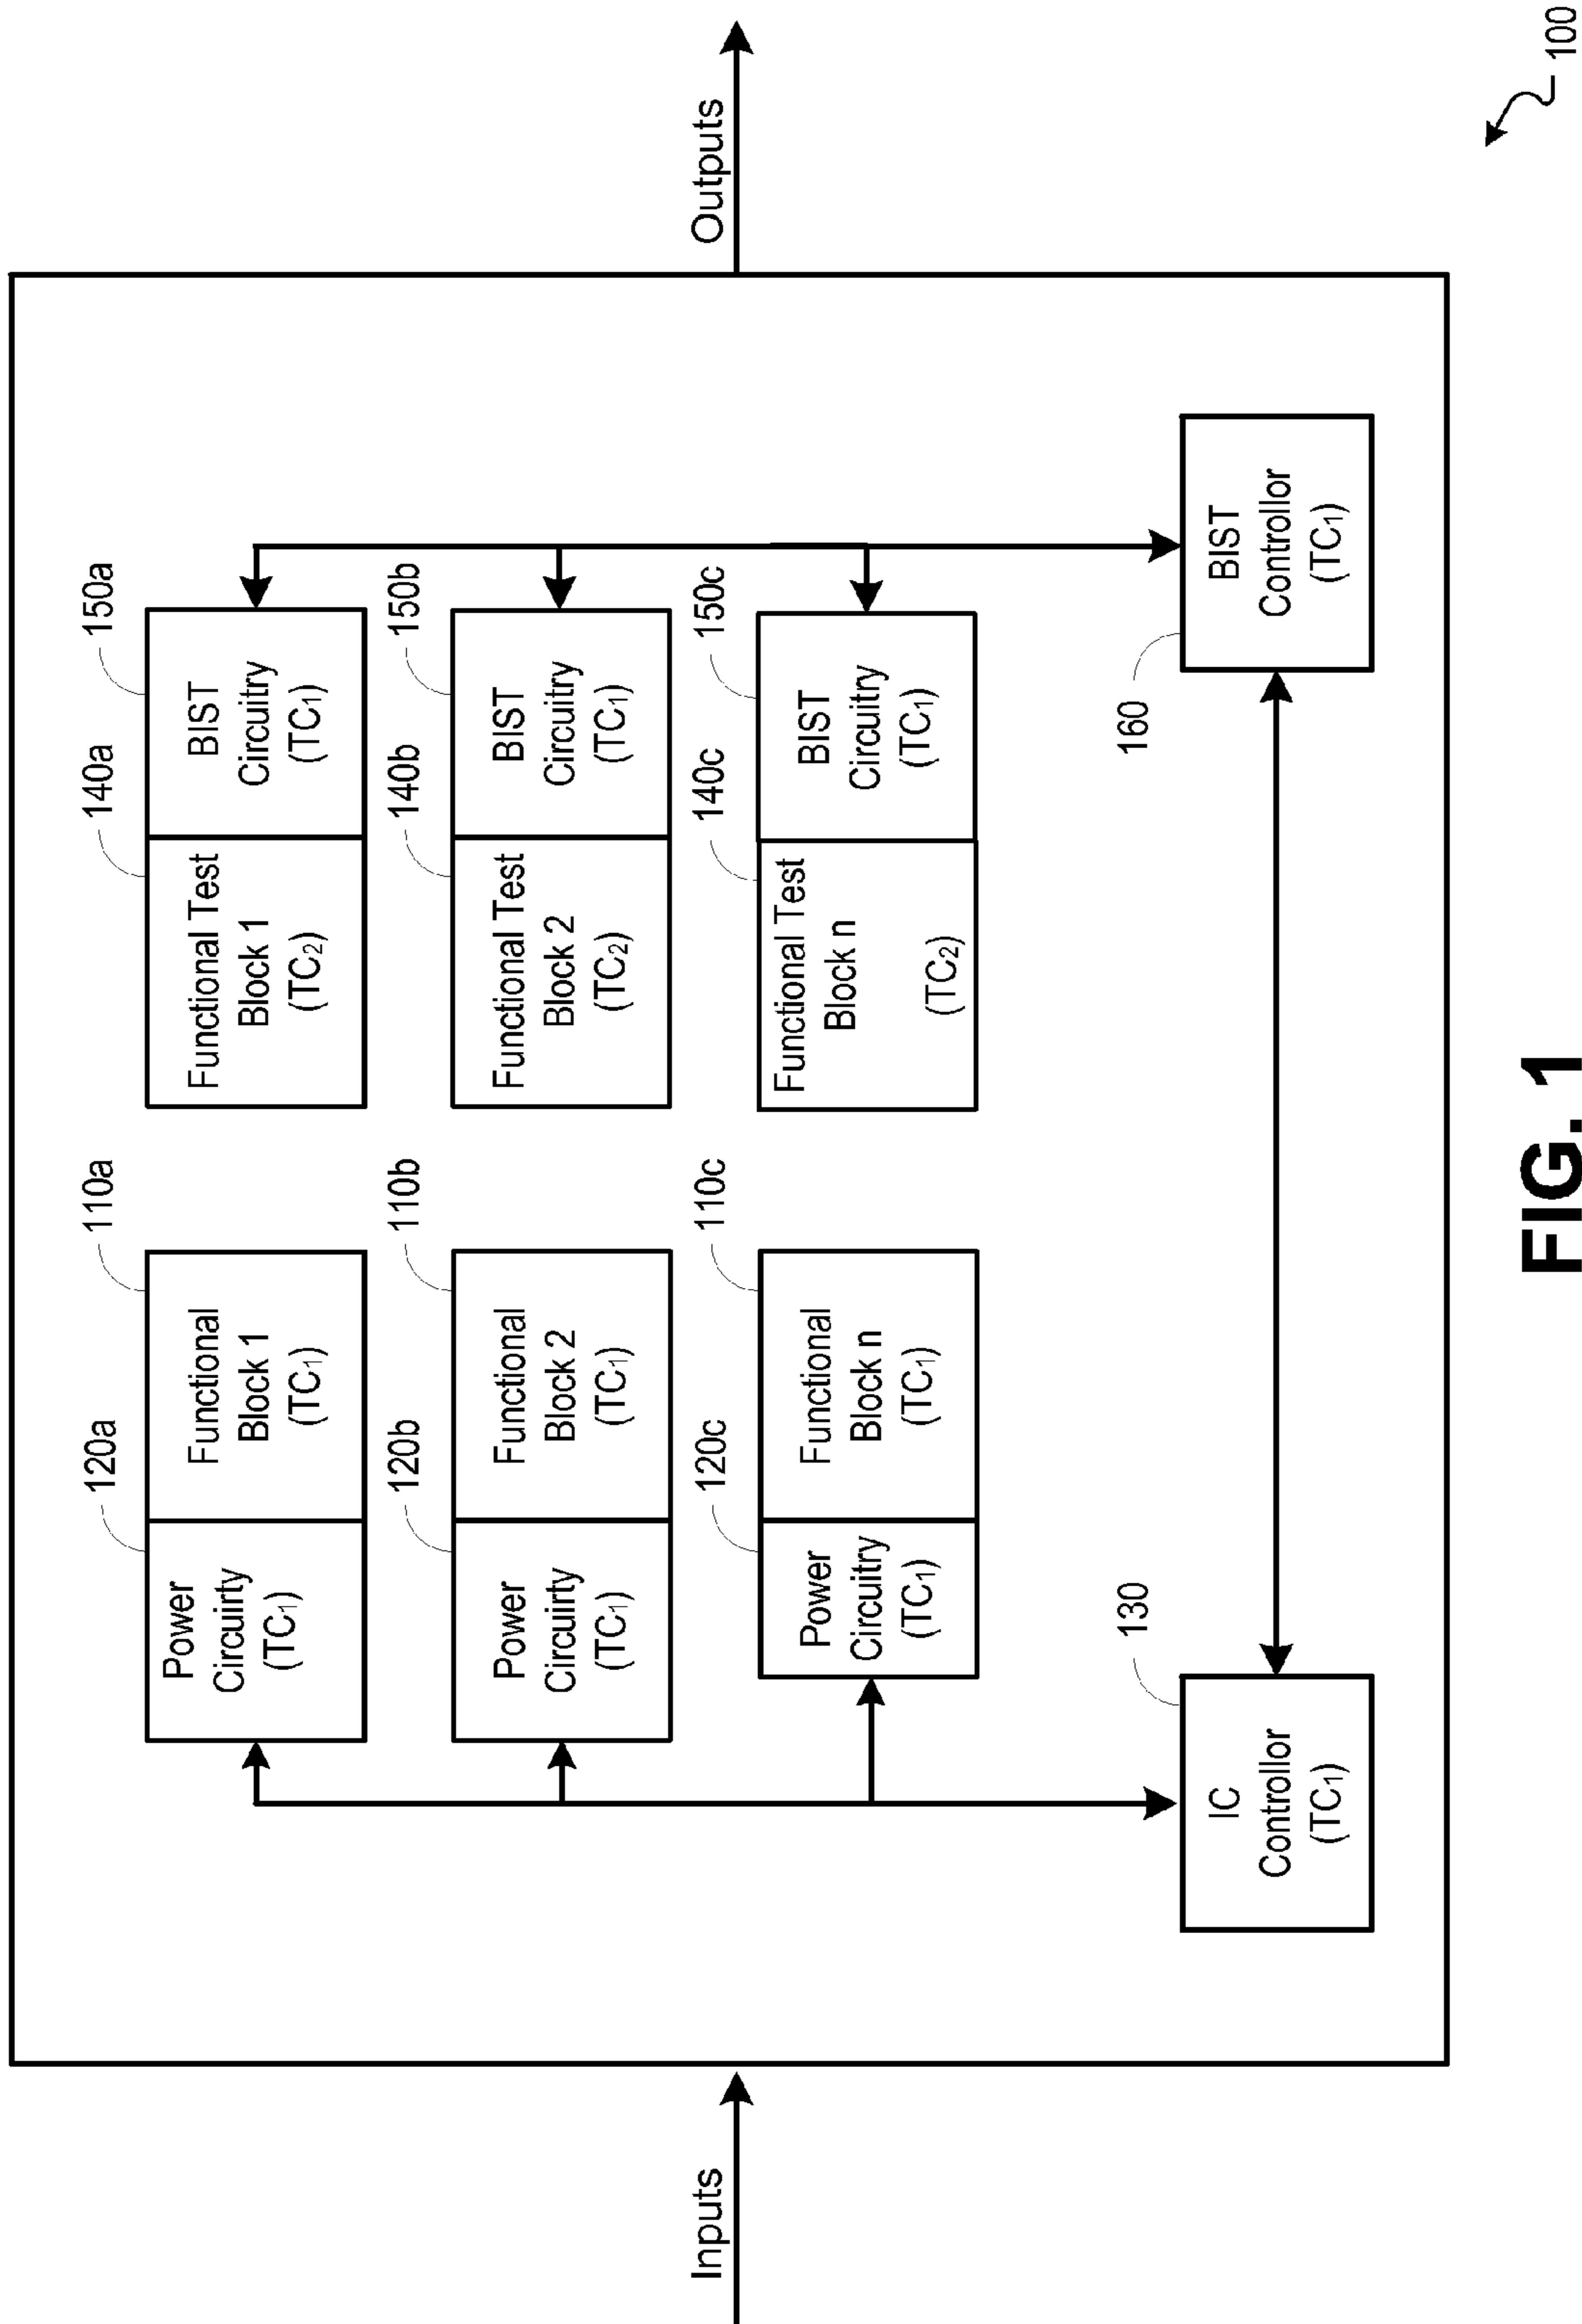 120a
110a
140a
150a
Power
Circuirty
(TC1)
Functional
Block 1
(TC1)
Functional Test
Block 1
(TC2)
BIST
Circuitry
(TC1)
120b
110b
140b
150b
Power
Circuirty
(TC1)
Functional
Block 2
(TC1)
Functional Test
Block 2
(TC2)
BIST
Circuitry
(TC1)
Inputs
Outputs
120c
110c
140c
150c
Power
Circuitry
(TC1)
Functional
Block n
(TC1)
Functional Test
Block n
(TC2)
BIST
Circuitry
(TC1)
130
160
IC
Controllor
(TC1)
BIST
Controllor
(TC1)
FIG. 1
100